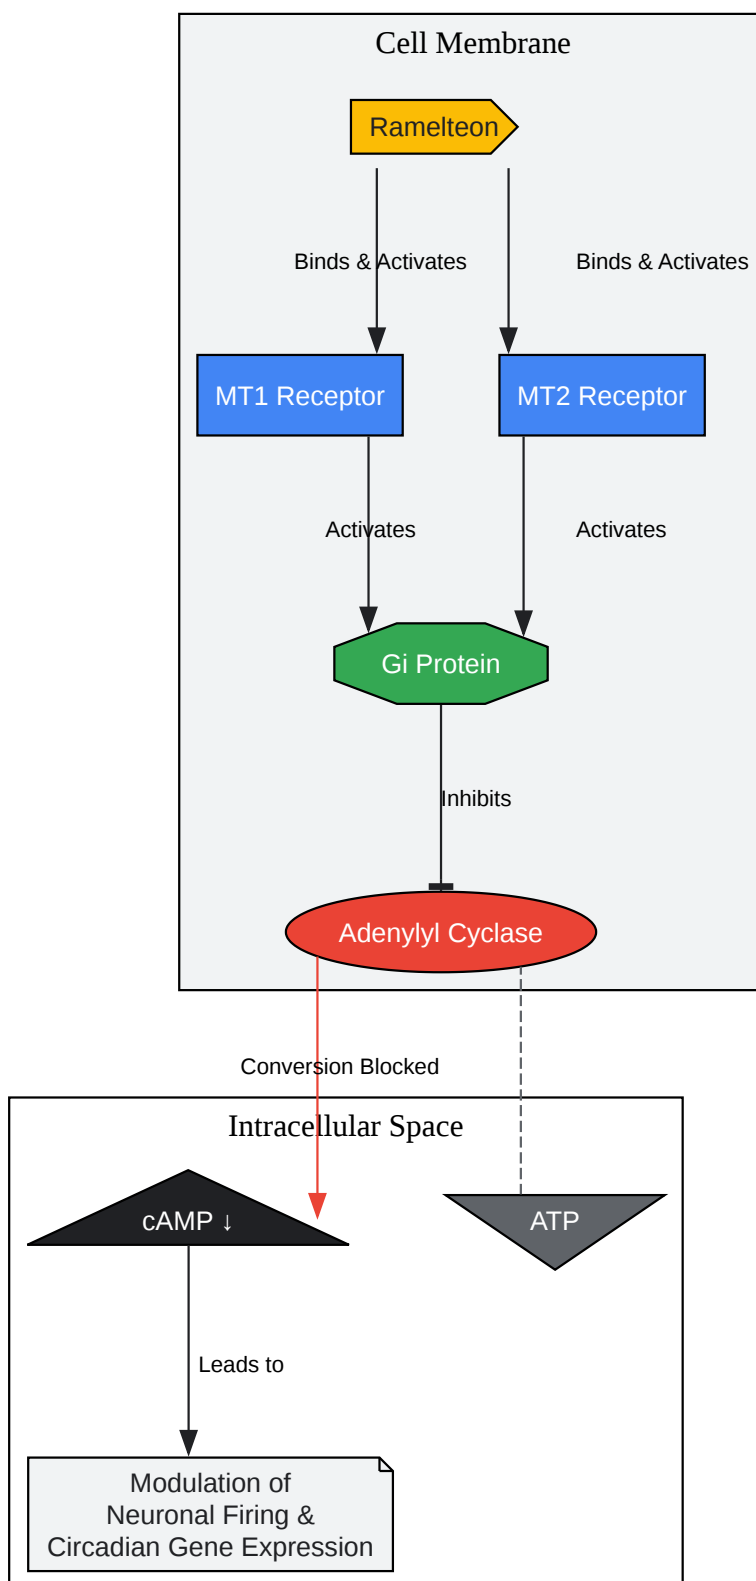 Cell Membrane
Ramelteon
Binds & Activates
Binds & Activates
MT1 Receptor
MT2 Receptor
Activates
Activates
Gi Protein
Inhibits
Adenylyl Cyclase
Conversion Blocked
Intracellular Space
cAMP ↓
ATP
Leads to
Modulation of
Neuronal Firing &
Circadian Gene Expression